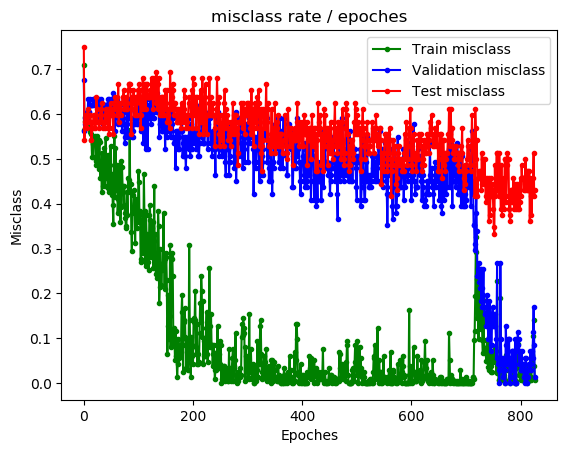 misclass rate / epoches
Train misclass
Validation misclass
Test misclass
0.7
0.6
0.5
0.4
0.3
0.2
0.1
0.0
Misclass
0 200 400 600 800
Epoches